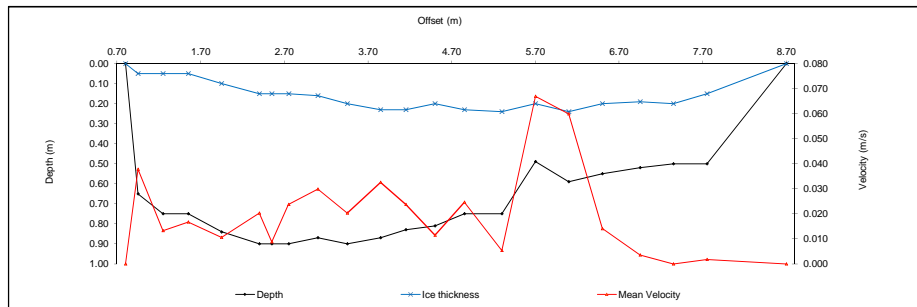 Offset (m)
0.70 1.70 2.70 3.70 4.70 5.70 6.70 7.70 8.70
0.00 0.080
0.10 0.070
0.20 0.060
0.30 0.050
0.40
0.50 0.040
0.60 0.030
0.70 0.020
0.80
0.90 0.010
1.00 0.000
Depth (m)
Velocity (m/s)
Depth Ice thickness Mean Velocity